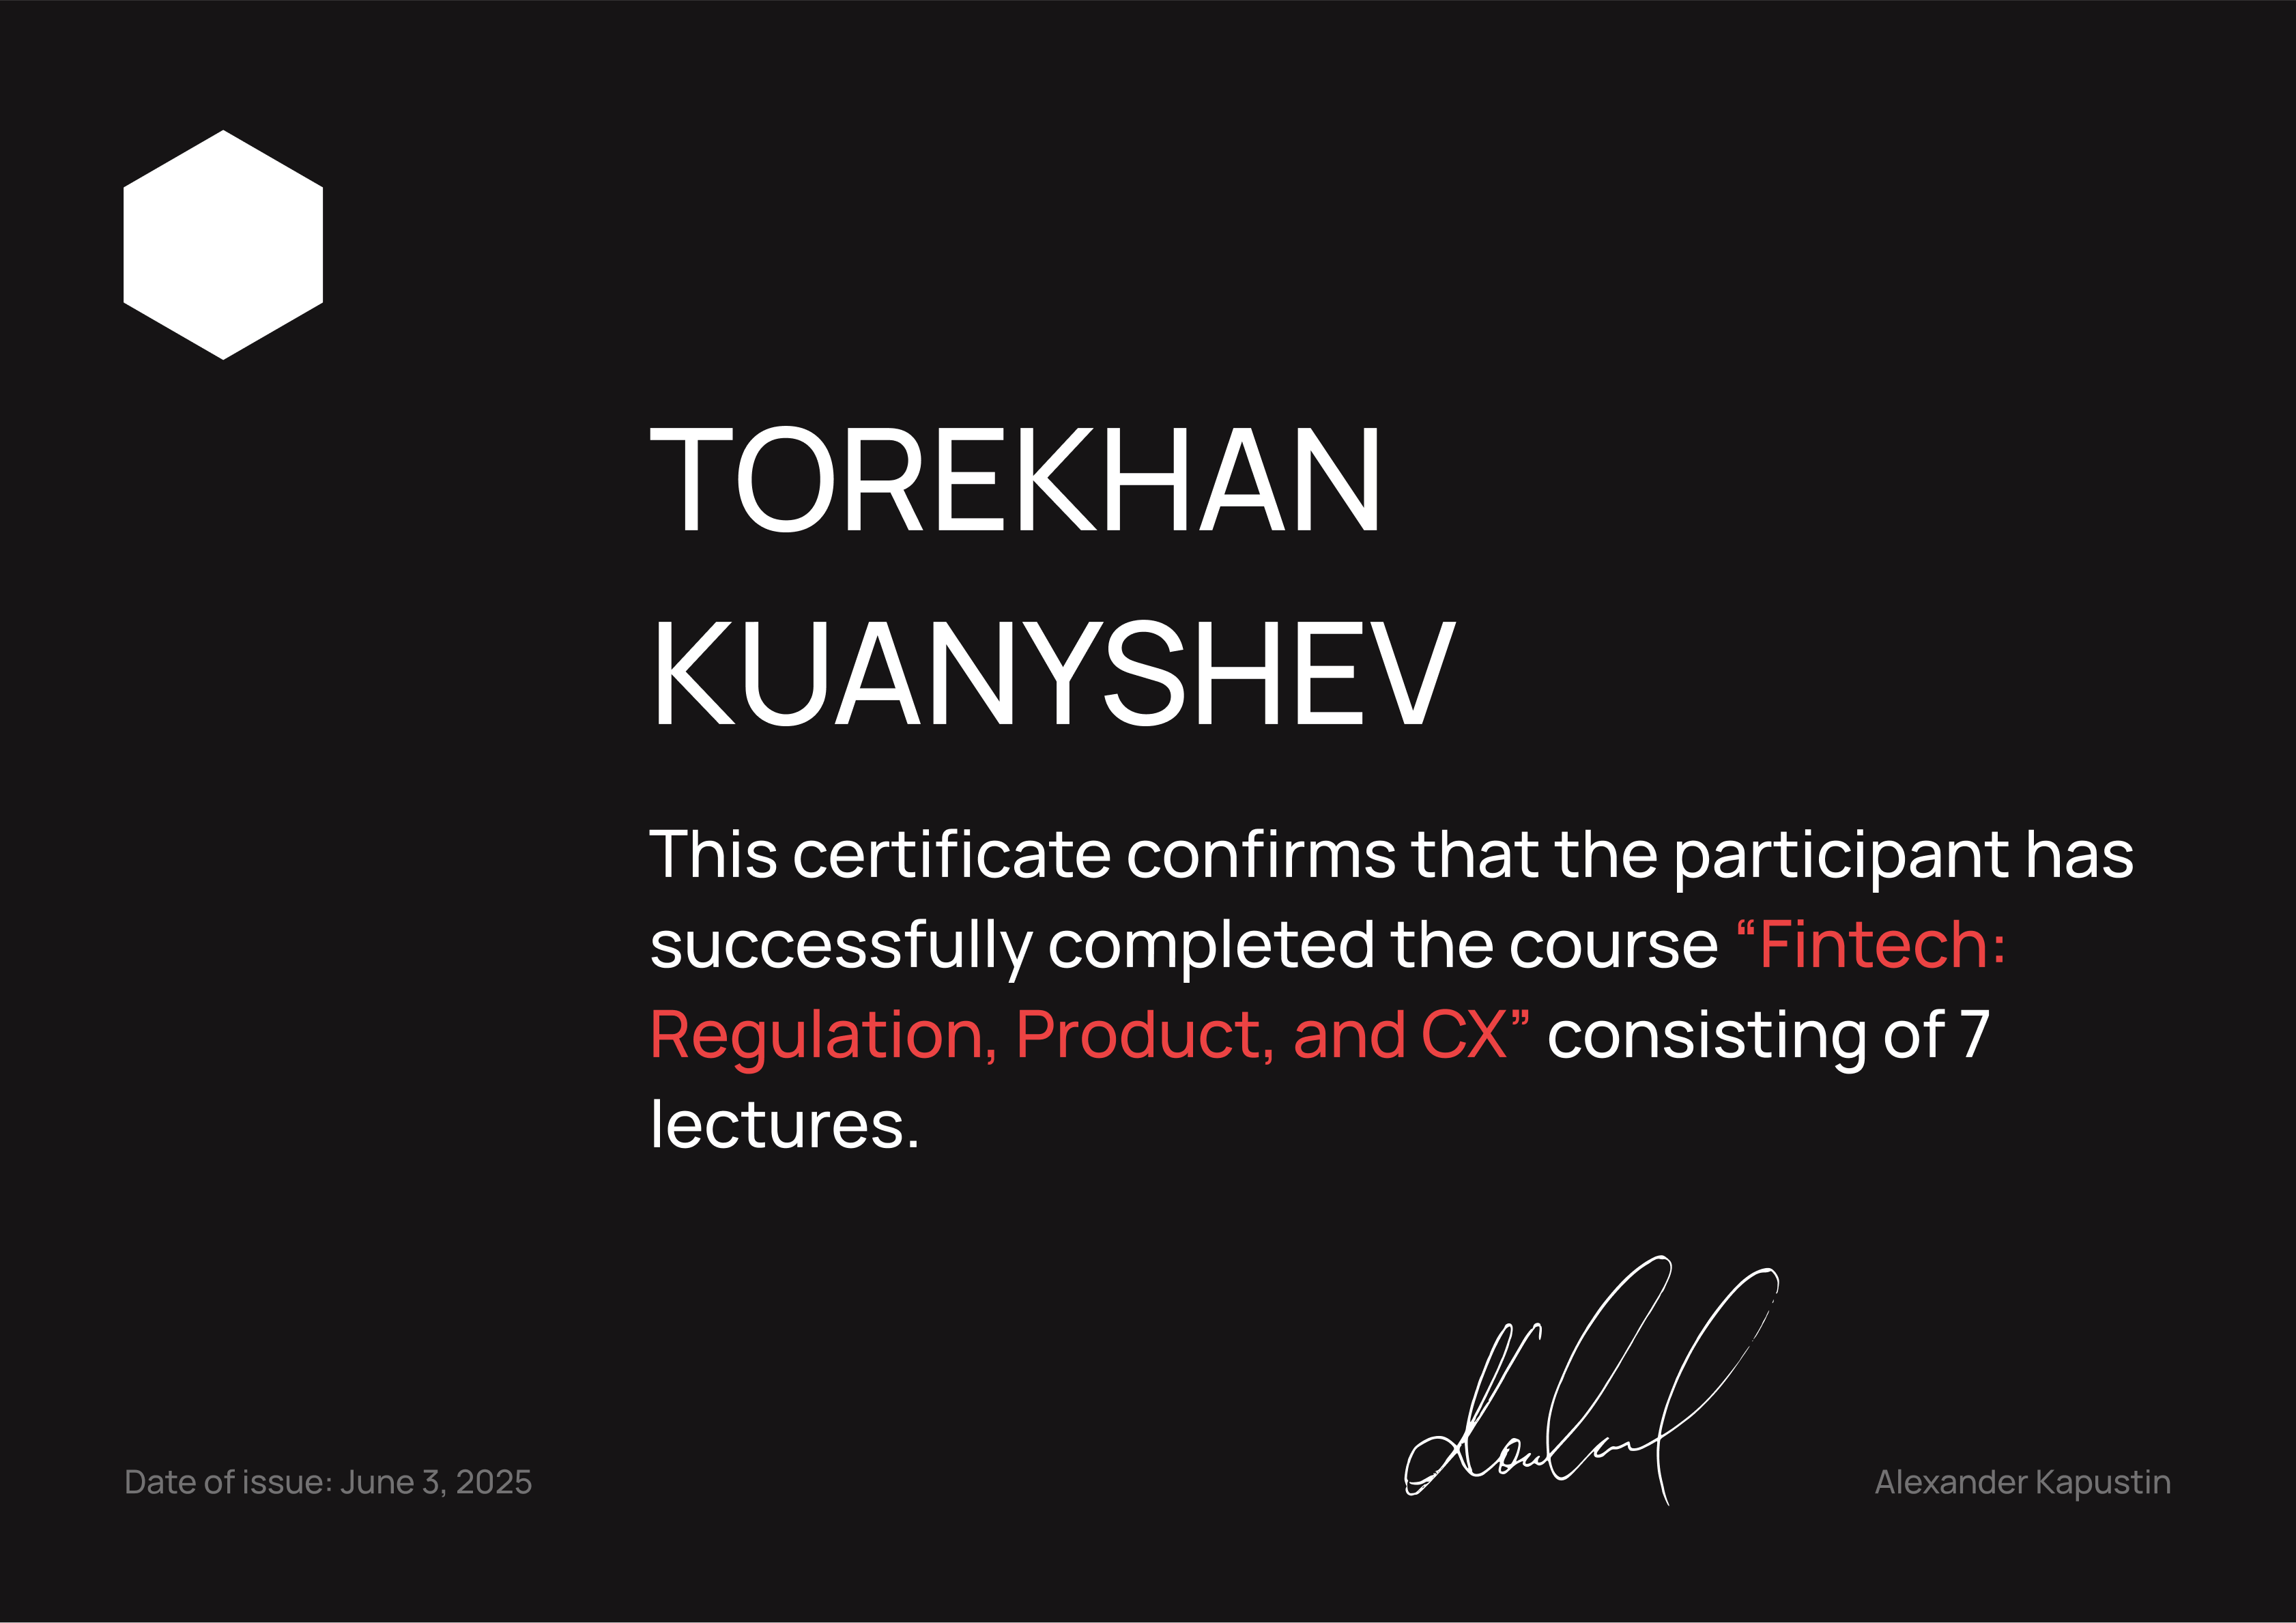 TOREKHAN
KUANYSHEV
This certificate confirms that the participant has
successfully completed the course “Fintech:
Regulation, Product, and CX” consisting of 7
lectures.
Date of issue: June 3, 2025
Alexander Kapustin